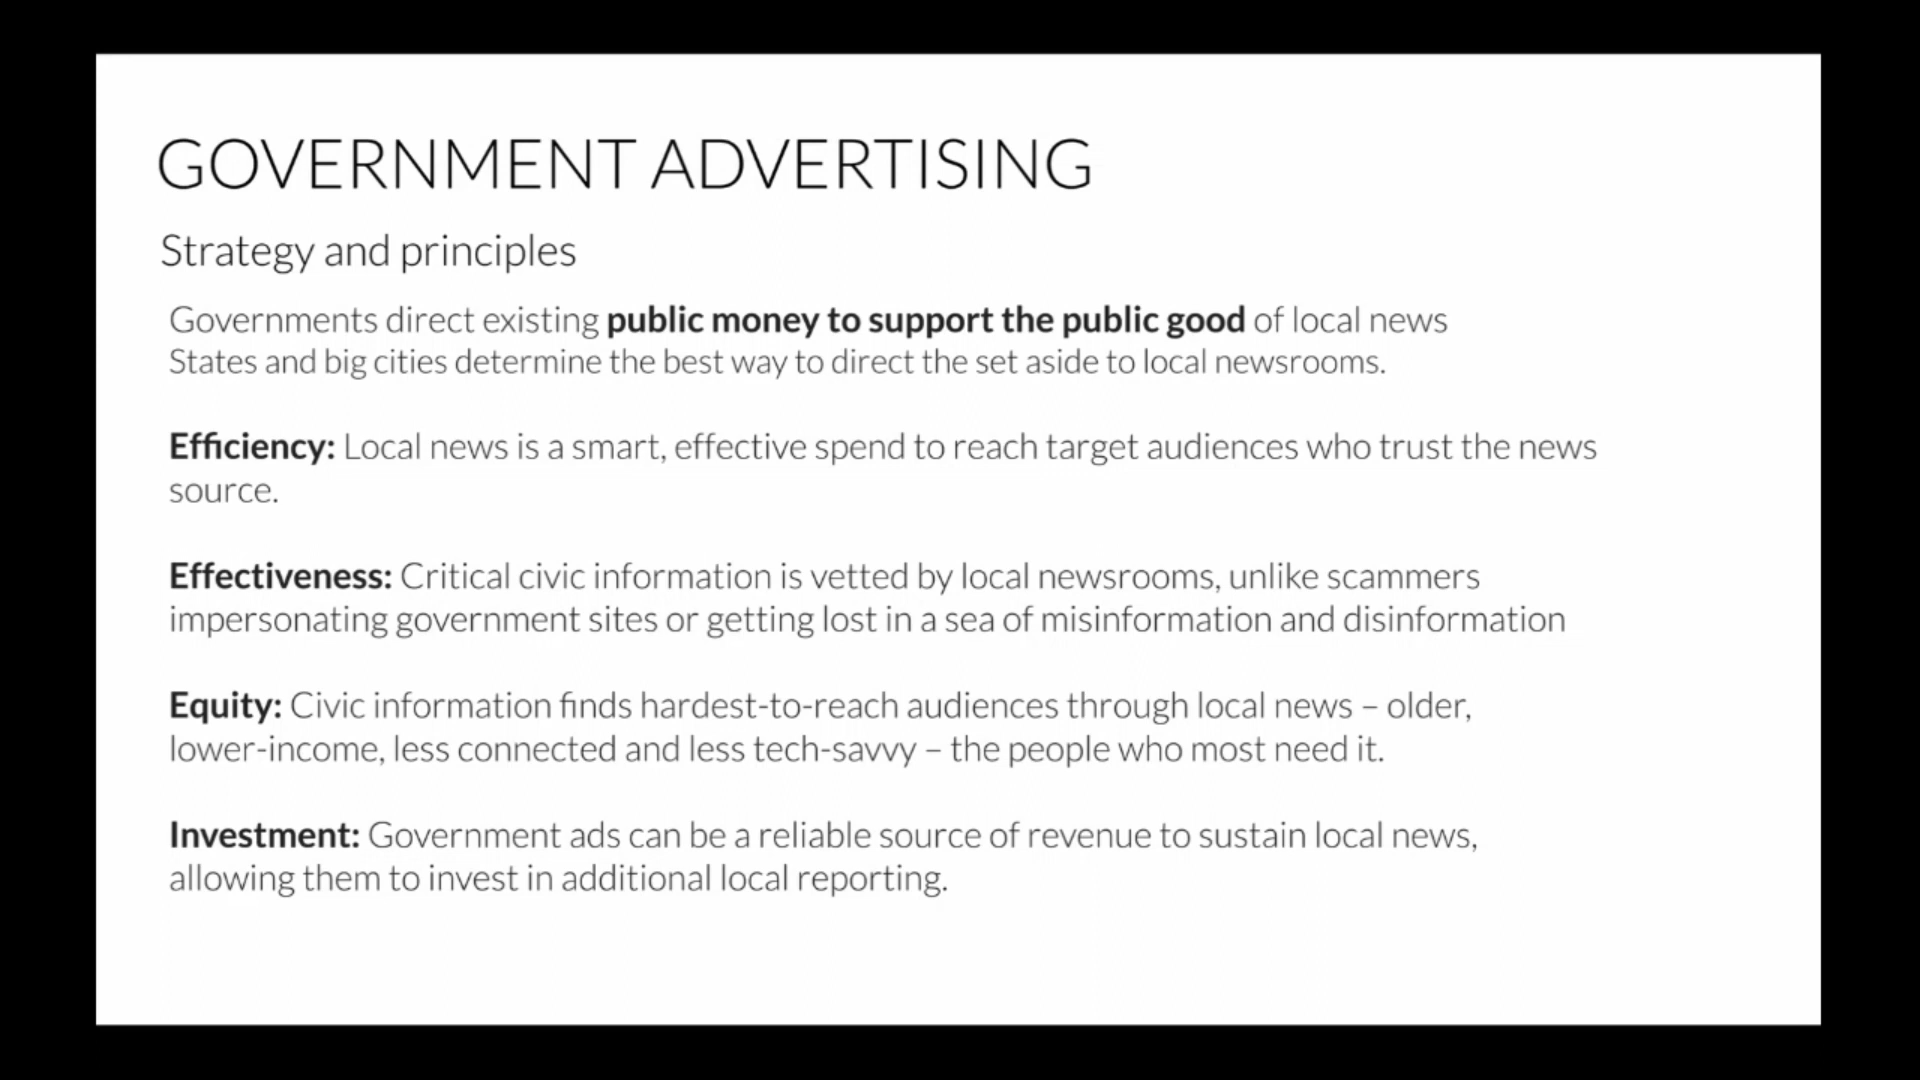 GOVERNMENT ADVERTISING
Strategy and principles
Governments direct existing public money to support the public good of local news
States and big cities determine the best way to direct the set aside to local newsrooms.
Efficiency: Local news is a smart, effective spend to reach target audiences who trust the news
source.
Effectiveness: Critical civic information is vetted by local newsrooms, unlike scammers
impersonating government sites or getting lost in a sea of misinformation and disinformation
Equity: Civic information finds hardest-to-reach audiences through local news – older,
lower-income, less connected and less tech-savvy – the people who most need it.
Investment: Government ads can be a reliable source of revenue to sustain local news,
allowing them to invest in additional local reporting.